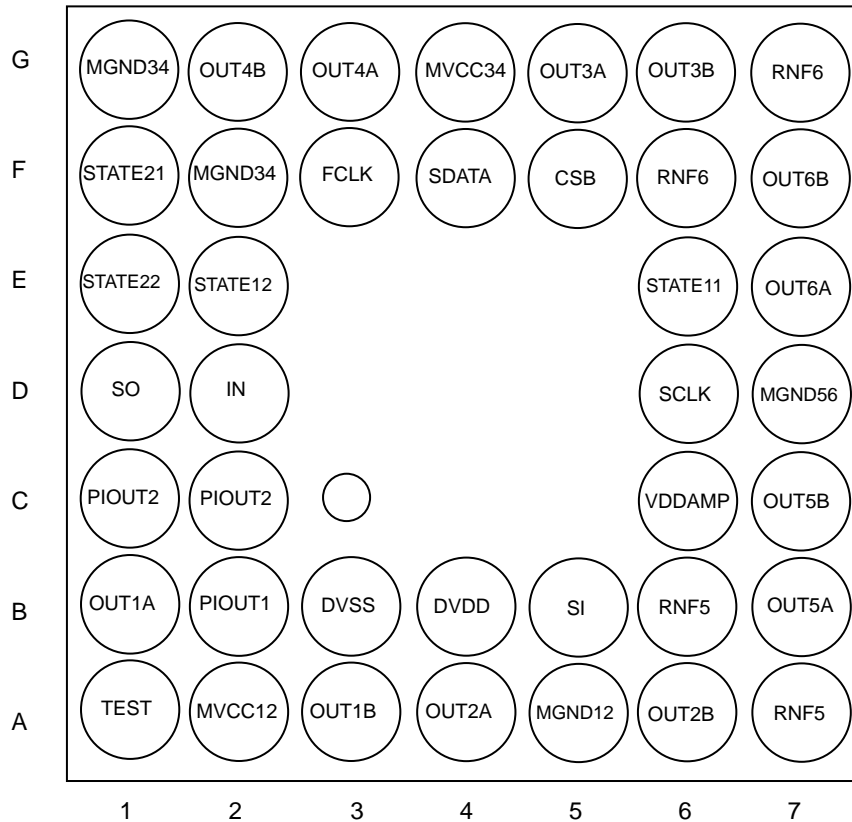 G MGND34 OUT4B OUT4A MVCC34 OUT3A OUT3B RNF6
F STATE21 MGND34 FCLK SDATA CSB RNF6 OUT6B
E STATE22 STATE12 STATE11 OUT6A
D SO IN SCLK MGND56
C PIOUT2 PIOUT2 VDDAMP OUT5B
B OUT1A PIOUT1 DVSS DVDD SI RNF5 OUT5A
A TEST MVCC12 OUT1B OUT2A MGND12 OUT2B RNF5
1 2 3 4 5 6 7